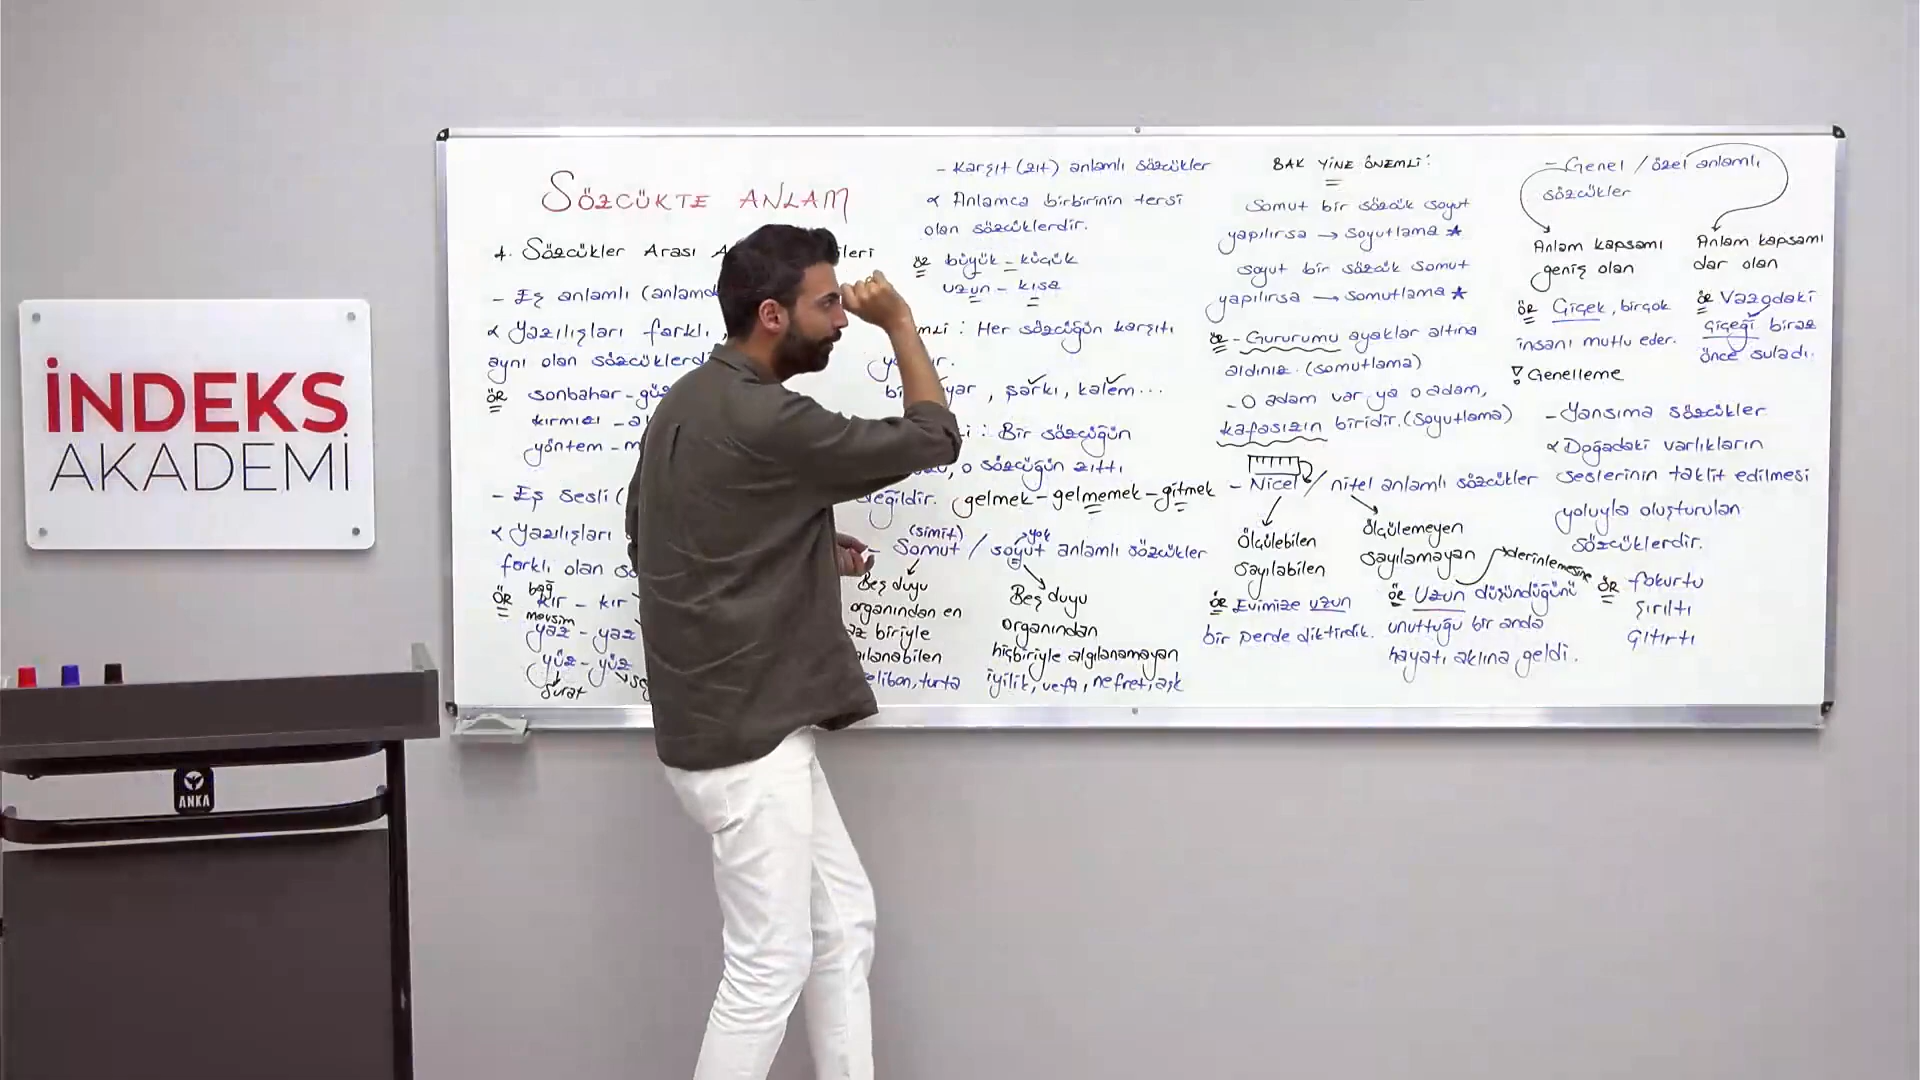 İNDEKS
AKADEMİ
ANKA
SÖZCÜKTE ANLAM
1. Sözcükler Arası
- Eş anlamlı
α Yazılışları farklı,
aynı olan
ÖR sonbahar -
kırmızı -
yöntem -
- Eş Sesli (
α Yazılışları
farklı olan
bağ
ÖR kır - kır
mevsim
yaz - yaz
yüz - yüz
surat
- Karşıt (zıt) anlamlı sözcükler
α Anlamca birbirinin tersi
olan sözcüklerdir.
ÖR büyük - küçük
uzun - kısa
: Her sözcüğün karşıtı
, şarkı, kalem...
: Bir sözcüğün
, o sözcüğün zıttı
değildir. gelmek - gelmemek - gitmek
(simit) yok
- Somut / soyut anlamlı sözcükler
Beş duyu
organından en
az biriyle
turta
Beş duyu
organından
hiçbiriyle algılanamayan
iyilik, vefa, nefret, aşk
BAK YİNE ÖNEMLİ :
Somut bir sözcük soyut
yapılırsa → Soyutlama ★
Soyut bir sözcük somut
yapılırsa → Somutlama ★
ÖR - Gururumu ayaklar altına
aldınız. (somutlama)
- O adam var ya o adam,
kafasızın biridir. (Soyutlama)
- Nicel / nitel anlamlı sözcükler
Ölçülebilen
Sayılabilen
ÖR Evimize uzun
bir perde diktirdik.
Ölçülemeyen
Sayılamayan
derinlemesine
ÖR Uzun düşündüğünü
unuttuğu bir anda
hayatı aklına geldi.
- Genel / özel anlamlı
sözcükler
Anlam kapsamı
geniş olan
ÖR Çiçek, birçok
insanı mutlu eder.
! Genelleme
Anlam kapsamı
dar olan
ÖR Vazodaki
çiçeği biraz
önce suladı.
- Yansıma sözcükler
α Doğadaki varlıkların
seslerinin taklit edilmesi
yoluyla oluşturulan
sözcüklerdir.
ÖR fokurtu
şırıltı
çıtırtı